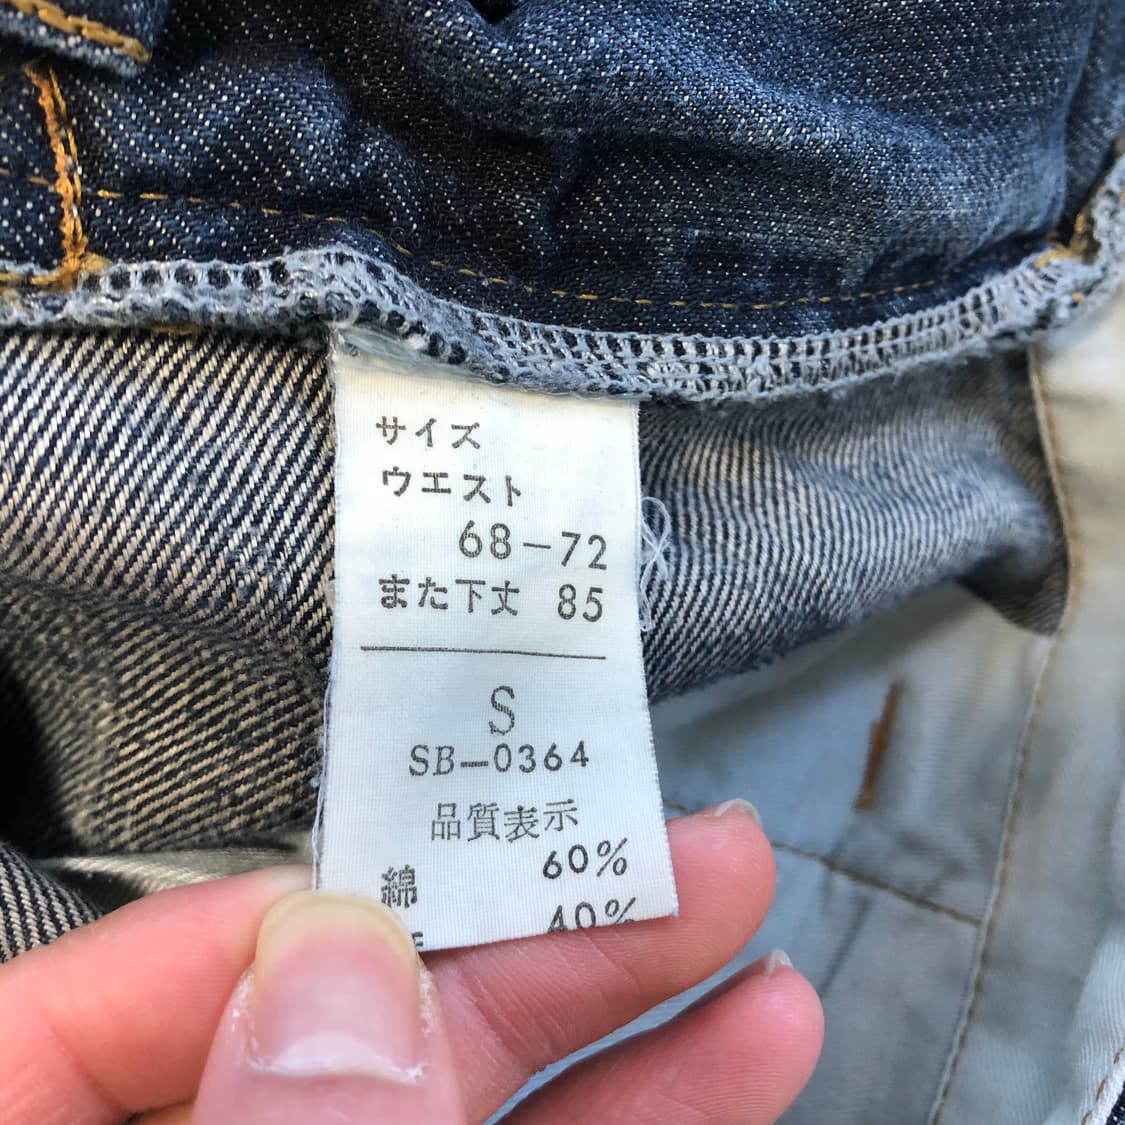 サイズ
ウエスト
68-72
また下丈 85
S
SB-0364
品質表示
綿 60%
40%